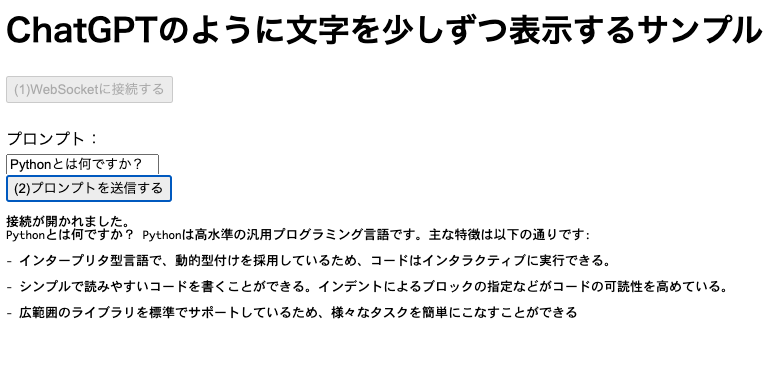 ChatGPTのように文字を少しずつ表示するサンプル
(1)WebSocketに接続する
プロンプト：
Pythonとは何ですか？
(2)プロンプトを送信する
接続が開かれました。
Pythonとは何ですか？ Pythonは高水準の汎用プログラミング言語です。主な特徴は以下の通りです:
- インタープリタ型言語で、動的型付けを採用しているため、コードはインタラクティブに実行できる。
- シンプルで読みやすいコードを書くことができる。インデントによるブロックの指定などがコードの可読性を高めている。
- 広範囲のライブラリを標準でサポートしているため、様々なタスクを簡単にこなすことができる